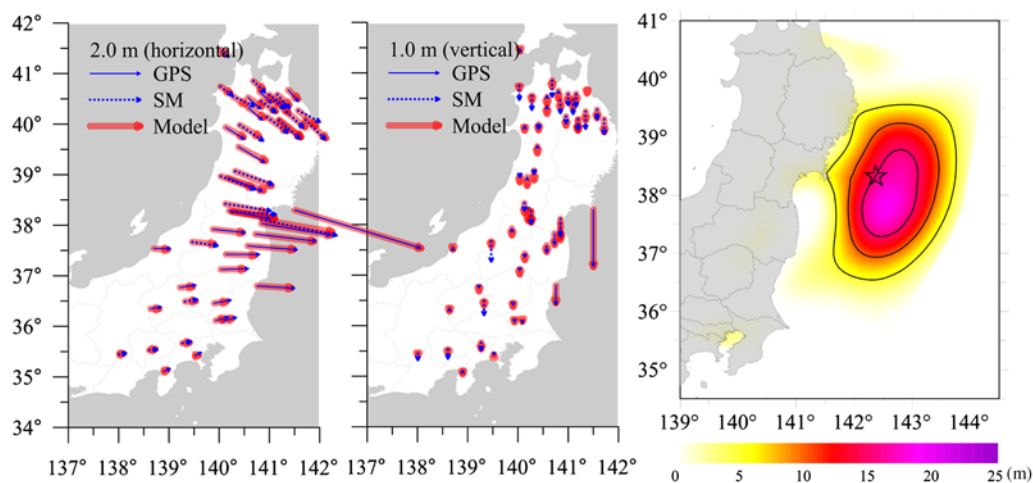 2.0 m (horizontal)
GPS
SM
Model
42°
41°
40°
39°
38°
37°
36°
35°
34°
137° 138° 139° 140° 141° 142°
1.0 m (vertical)
GPS
SM
Model
137° 138° 139° 140° 141° 142°
41°
40°
39°
38°
37°
36°
35°
139° 140° 141° 142° 143° 144°
0 5 10 15 20 25 (m)